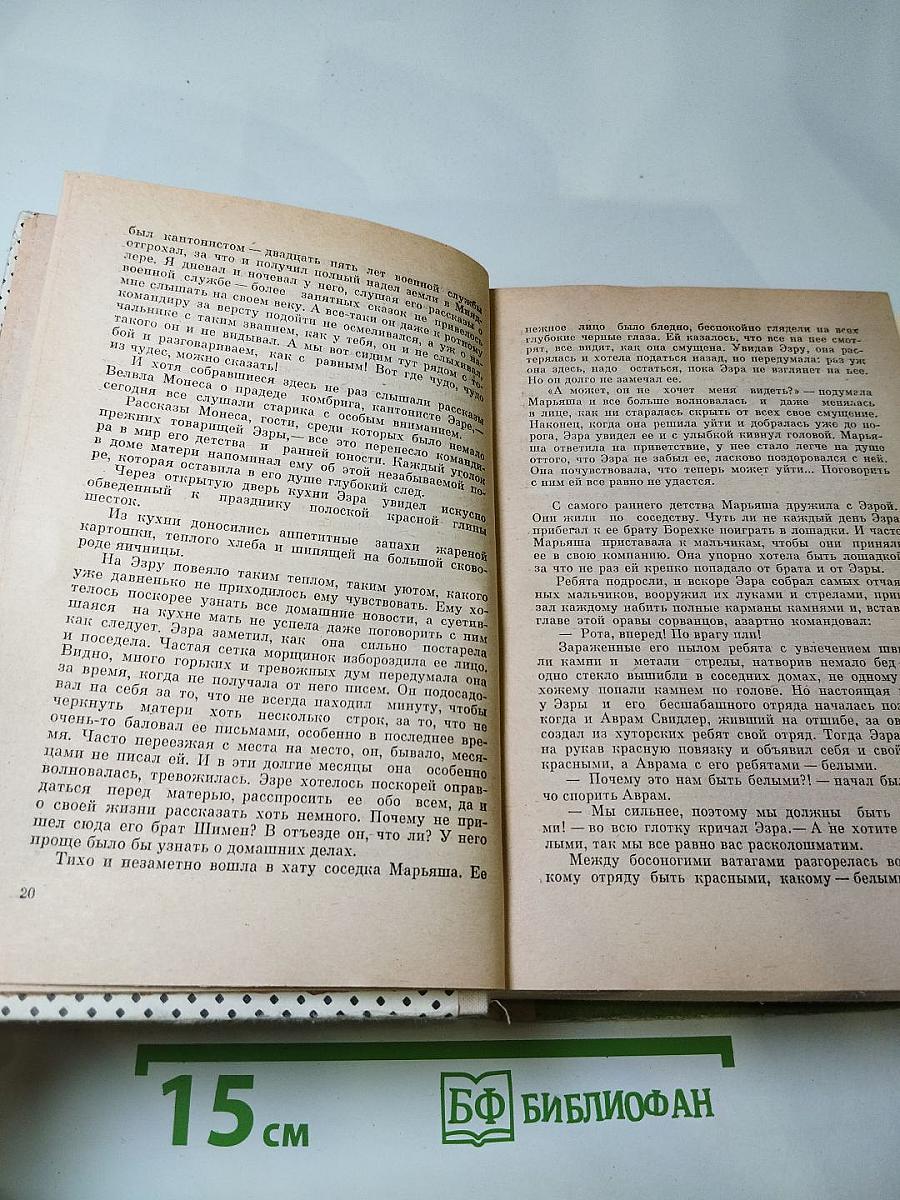 был кантонистом — двадцать пять лет военной службы
отгрохал, за что и получил полный надел земли в Мияд-
лере. Я дневал и ночевал у него, слушая его рассказы о
военной службе — более занятных сказок не привелось
мне слышать на своем веку. А все-таки он даже к ротному
командиру за версту подойти не осмеливался, а уж о на-
чальнике с таким званием, как у тебя, он и не слыхивал,
такого он и не видывал. А мы вот сидим тут рядом с то-
бой и разговариваем, как с равным! Вот где чудо, чудо
из чудес, можно сказать!
И хотя собравшиеся здесь не раз слышали рассказы
Велвла Монеса о прадеде комбрига, кантонисте Эзре,—
сегодня все слушали старика с особым вниманием.
Рассказы Монеса, гости, среди которых было немало
прежних товарищей Эзры,— все это перенесло команди-
ра в мир его детства и ранней юности. Каждый уголок
в доме матери напоминал ему об этой незабываемой по-
ре, которая оставила в его душе глубокий след.
Через открытую дверь кухни Эзра увидел искусно
обведенный к празднику полоской красной глины
шесток.
Из кухни доносились аппетитные запахи жареной
картошки, теплого хлеба и шипящей на большой сково-
роде яичницы.
На Эзру повеяло таким теплом, таким уютом, какого
уже давненько не приходилось ему чувствовать. Ему хо-
телось поскорее узнать все домашние новости, а суетив-
шаяся на кухне мать не успела даже поговорить с ним
как следует. Эзра заметил, как она сильно постарела
и поседела. Частая сетка морщинок избороздила ее лицо.
Видно, много горьких и тревожных дум передумала она
за время, когда не получала от него писем. Он подосадо-
вал на себя за то, что не всегда находил минуту, чтобы
черкнуть матери хоть несколько строк, за то, что не
очень-то баловал ее письмами, особенно в последнее вре-
мя. Часто переезжая с места на место, он, бывало, меся-
цами не писал ей. И в эти долгие месяцы она особенно
волновалась, тревожилась. Эзре хотелось поскорей оправ-
даться перед матерью, расспросить ее обо всем, да и
о своей жизни рассказать хоть немного. Почему не при-
шел сюда его брат Шимен? В отъезде он, что ли? У него
проще было бы узнать о домашних делах.
Тихо и незаметно вошла в хату соседка Марьяша. Ее
20
нежное лицо было бледно, беспокойно глядели на всех
глубокие черные глаза. Ей казалось, что все на нее смот-
рят, все видят, как она смущена. Увидав Эзру, она рас-
терялась и хотела податься назад, но передумала: раз уж
она здесь, надо остаться, пока Эзра не взглянет на нее.
Но он долго не замечал ее.
«А может, он не хочет меня видеть?» — подумала
Марьяша и все больше волновалась и даже менялась
в лице, как ни старалась скрыть от всех свое смущение.
Наконец, когда она решила уйти и добралась уже до по-
рога, Эзра увидел ее и с улыбкой кивнул головой. Марья-
ша ответила на приветствие, у нее стало легче на душе
оттого, что Эзра не забыл ее, ласково поздоровался с ней.
Она почувствовала, что теперь может уйти... Поговорить
с ним ей все равно не удастся.
С самого раннего детства Марьяша дружила с Эзрой.
Они жили по соседству. Чуть ли не каждый день Эзра
прибегал к ее брату Борехке поиграть в лошадки. И часто
Марьяша приставала к мальчикам, чтобы они приняли
ее в свою компанию. Она упорно хотела быть лошадкой
за что не раз ей крепко попадало от брата и от Эзры.
Ребята подросли, и вскоре Эзра собрал самых отчая
ных мальчиков, вооружил их луками и стрелами, при
зал каждому набить полные карманы камнями и, встав
главе этой оравы сорванцов, азартно командовал:
— Рота, вперед! По врагу пли!
Зараженные его пылом ребята с увлечением шви
ли камни и метали стрелы, натворив немало бед
одно стекло вышибли в соседних домах, не одному
хожему попали камнем по голове. Но настоящая
у Эзры и его бесшабашного отряда началась поз
когда и Аврам Свидлер, живший на отшибе, за ов
создал из хуторских ребят свой отряд. Тогда Эзра
на рукав красную повязку и объявил себя и свой
красными, а Аврама с его ребятами — белыми.
— Почему это нам быть белыми?! — начал был
чо спорить Аврам.
— Мы сильнее, поэтому мы должны быть
ми! — во всю глотку кричал Эзра.— А не хотите
лыми, так мы все равно вас расколошматим.
Между босоногими ватагами разгорелась во
кому отряду быть красными, какому — белыми
15 см
БФ БИБЛИОФАН